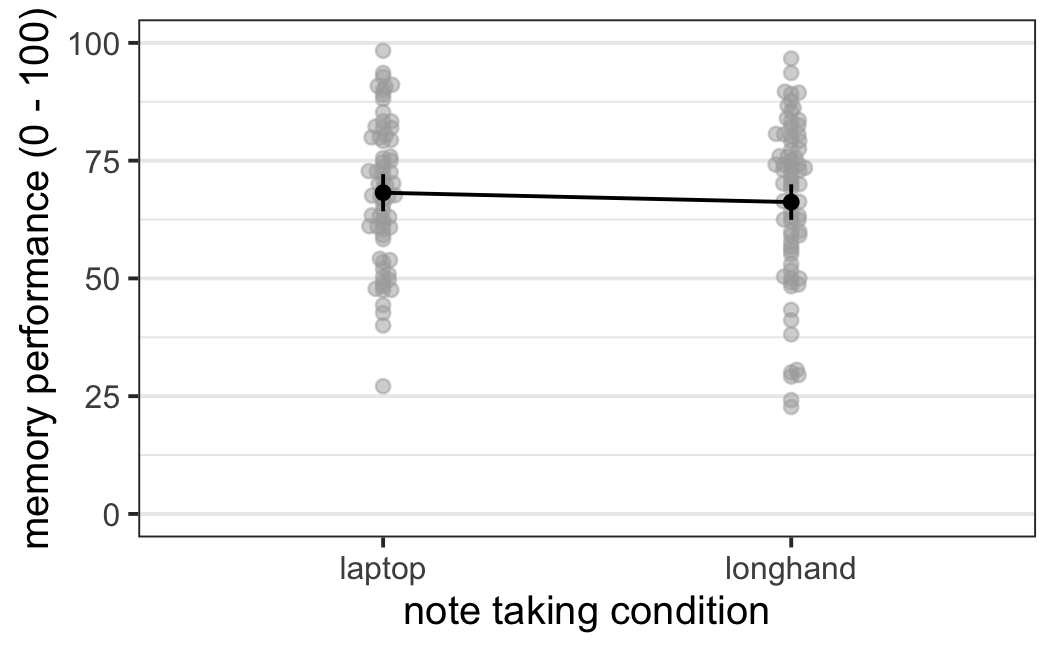 memory performance (0 - 100)
100
75
50
25
0
laptop
longhand
note taking condition